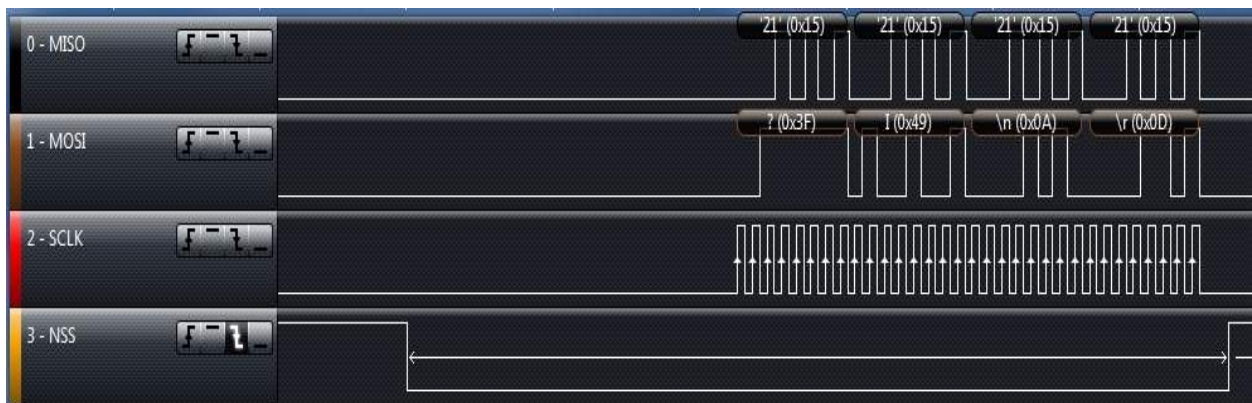 0 - MISO
'21' (0x15) '21' (0x15) '21' (0x15) '21' (0x15)
1 - MOSI
? (0x3F) I (0x49) \n (0x0A) \r (0x0D)
2 - SCLK
3 - NSS